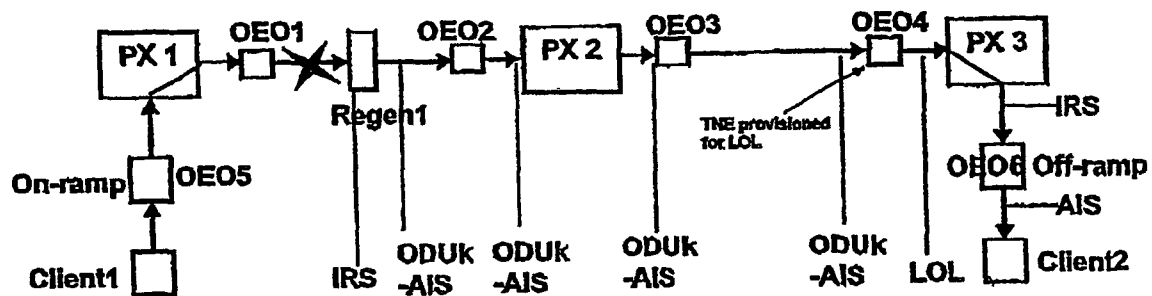 PX 1
OEO1
OEO2
PX 2
OEO3
OEO4
PX 3
Regen1
TNE provisioned
for LOL
IRS
On-ramp
OEO5
OEO6 Off-ramp
AIS
Client1
IRS
ODUk
-AIS
ODUk
-AIS
ODUk
-AIS
ODUk
-AIS
LOL
Client2